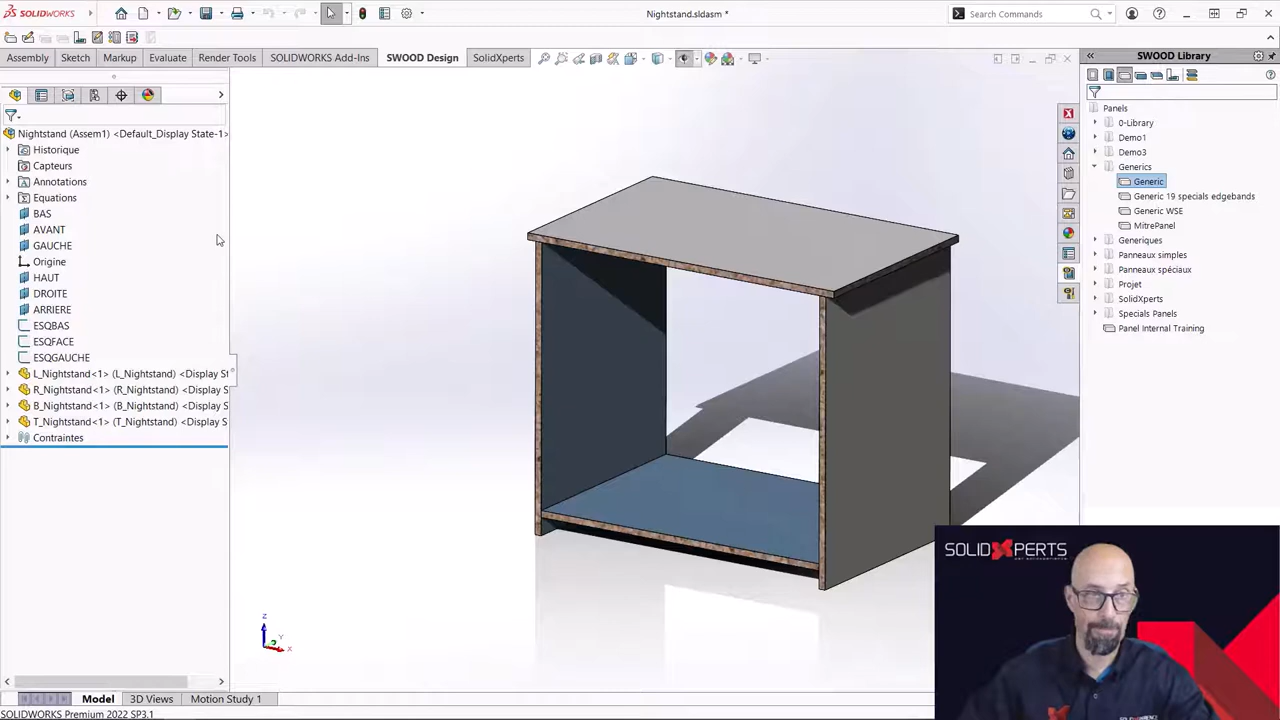 SOLIDWORKS
Nightstand.sldasm *
Search Commands
Assembly
Sketch
Markup
Evaluate
Render Tools
SOLIDWORKS Add-Ins
SWOOD Design
SolidXperts
SWOOD Library
Nightstand (Assem1) <Default_Display State-1>
Historique
Capteurs
Annotations
Equations
BAS
AVANT
GAUCHE
Origine
HAUT
DROITE
ARRIERE
ESQBAS
ESQFACE
ESQGAUCHE
L_Nightstand<1> (L_Nightstand) <Display St
R_Nightstand<1> (R_Nightstand) <Display S
B_Nightstand<1> (B_Nightstand) <Display S
T_Nightstand<1> (T_Nightstand) <Display S
Contraintes
Panels
0-Library
Demo1
Demo3
Generics
Generic
Generic 19 specials edgebands
Generic WSE
MitrePanel
Generiques
Panneaux simples
Panneaux spéciaux
Projet
SolidXperts
Specials Panels
Panel Internal Training
Z
Y
X
SOLIDXPERTS
Model
3D Views
Motion Study 1
SOLIDWORKS Premium 2022 SP3.1